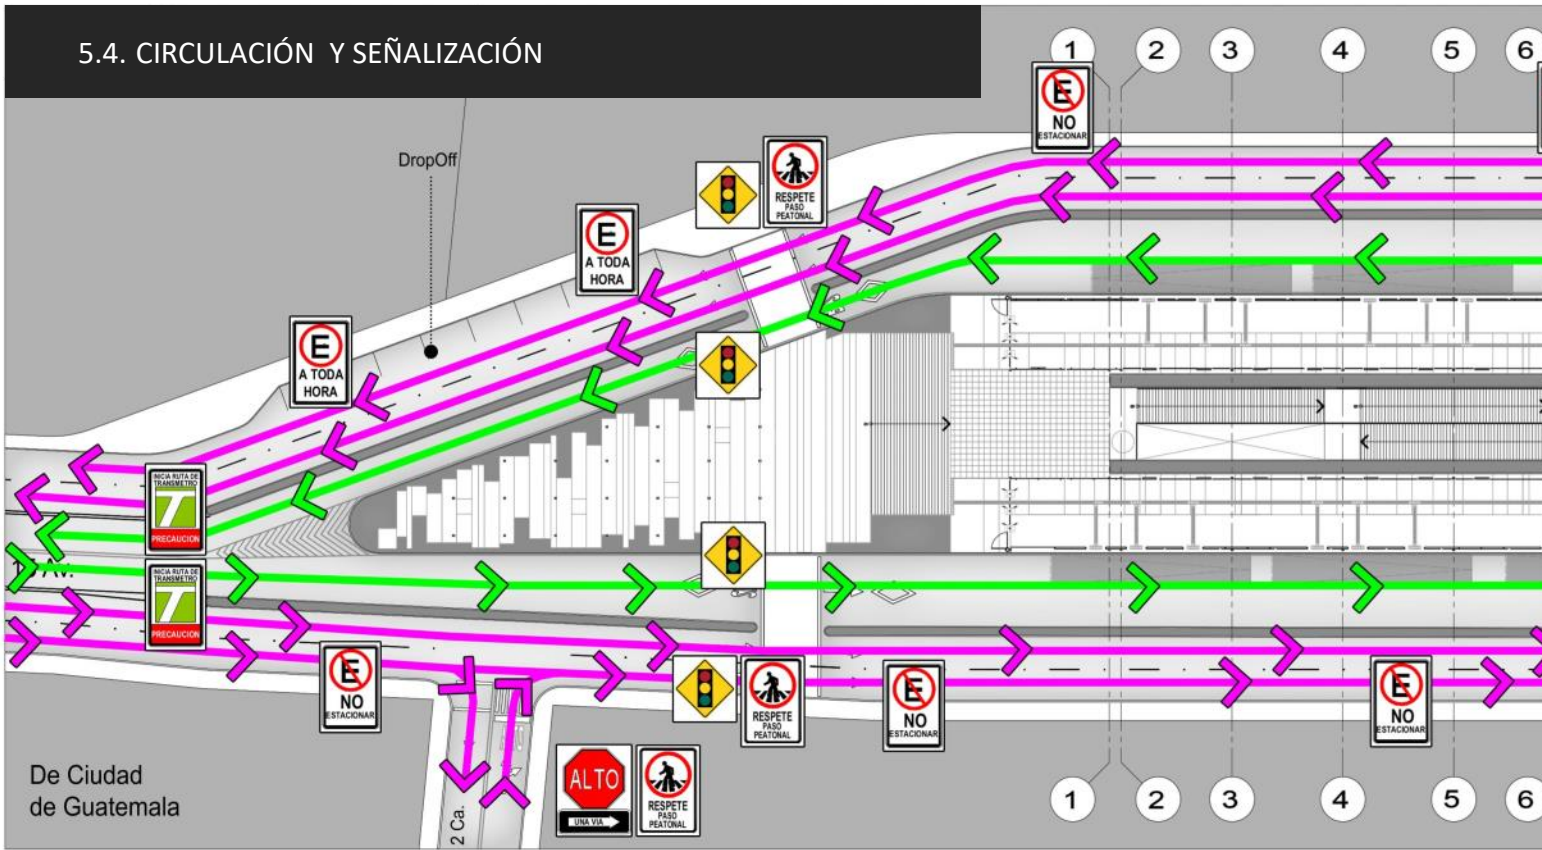 5.4. CIRCULACIÓN Y SEÑALIZACIÓN
1
2
3
4
5
6
E
NO
ESTACIONAR
DropOff
RESPETE
PASO
PEATONAL
E
A TODA
HORA
E
A TODA
HORA
INICIA RUTA DE
TRANSMETRO
PRECAUCION
Av.
INICIA RUTA DE
TRANSMETRO
PRECAUCION
E
NO
ESTACIONAR
RESPETE
PASO
PEATONAL
E
NO
ESTACIONAR
E
NO
ESTACIONAR
De Ciudad
de Guatemala
2 Ca.
ALTO
UNA VIA
RESPETE
PASO
PEATONAL
1
2
3
4
5
6